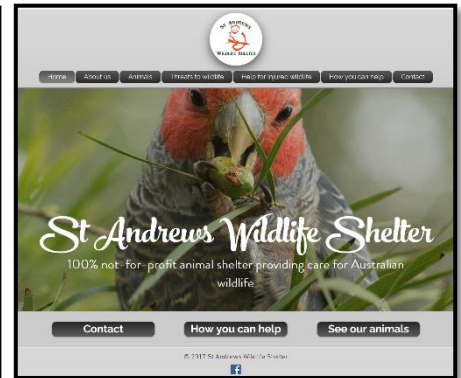 St Andrews
Wildlife Shelter
Home
About us
Animals
Threats to wildlife
Help for injured wildlife
How you can help
Contact
St Andrews Wildlife Shelter
100% not-for-profit animal shelter providing care for Australian
wildlife
Contact
How you can help
See our animals
© 2017 St Andrews Wildlife Shelter
f